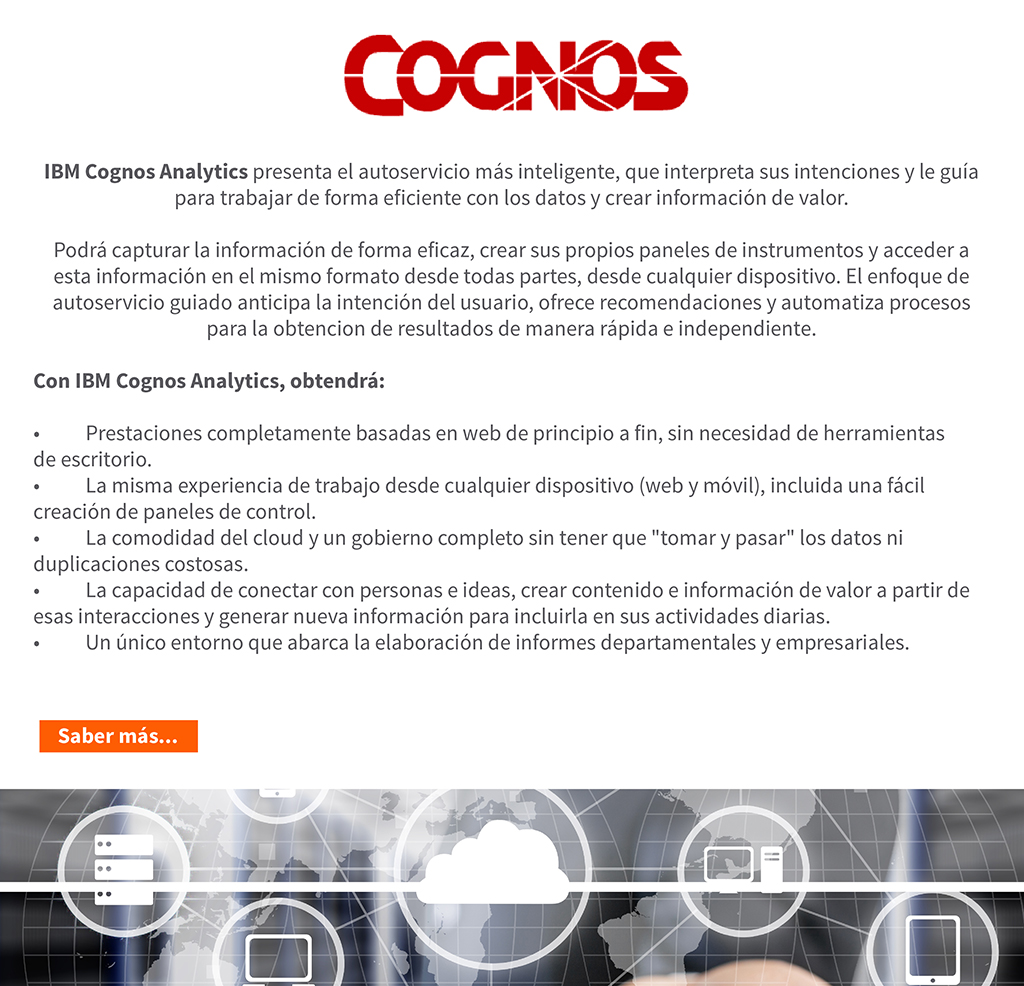 COGNOS
IBM Cognos Analytics presenta el autoservicio más inteligente, que interpreta sus intenciones y le guía
para trabajar de forma eficiente con los datos y crear información de valor.
Podrá capturar la información de forma eficaz, crear sus propios paneles de instrumentos y acceder a
esta información en el mismo formato desde todas partes, desde cualquier dispositivo. El enfoque de
autoservicio guiado anticipa la intención del usuario, ofrece recomendaciones y automatiza procesos
para la obtencion de resultados de manera rápida e independiente.
Con IBM Cognos Analytics, obtendrá:
• Prestaciones completamente basadas en web de principio a fin, sin necesidad de herramientas
de escritorio.
• La misma experiencia de trabajo desde cualquier dispositivo (web y móvil), incluida una fácil
creación de paneles de control.
• La comodidad del cloud y un gobierno completo sin tener que "tomar y pasar" los datos ni
duplicaciones costosas.
• La capacidad de conectar con personas e ideas, crear contenido e información de valor a partir de
esas interacciones y generar nueva información para incluirla en sus actividades diarias.
• Un único entorno que abarca la elaboración de informes departamentales y empresariales.
Saber más...